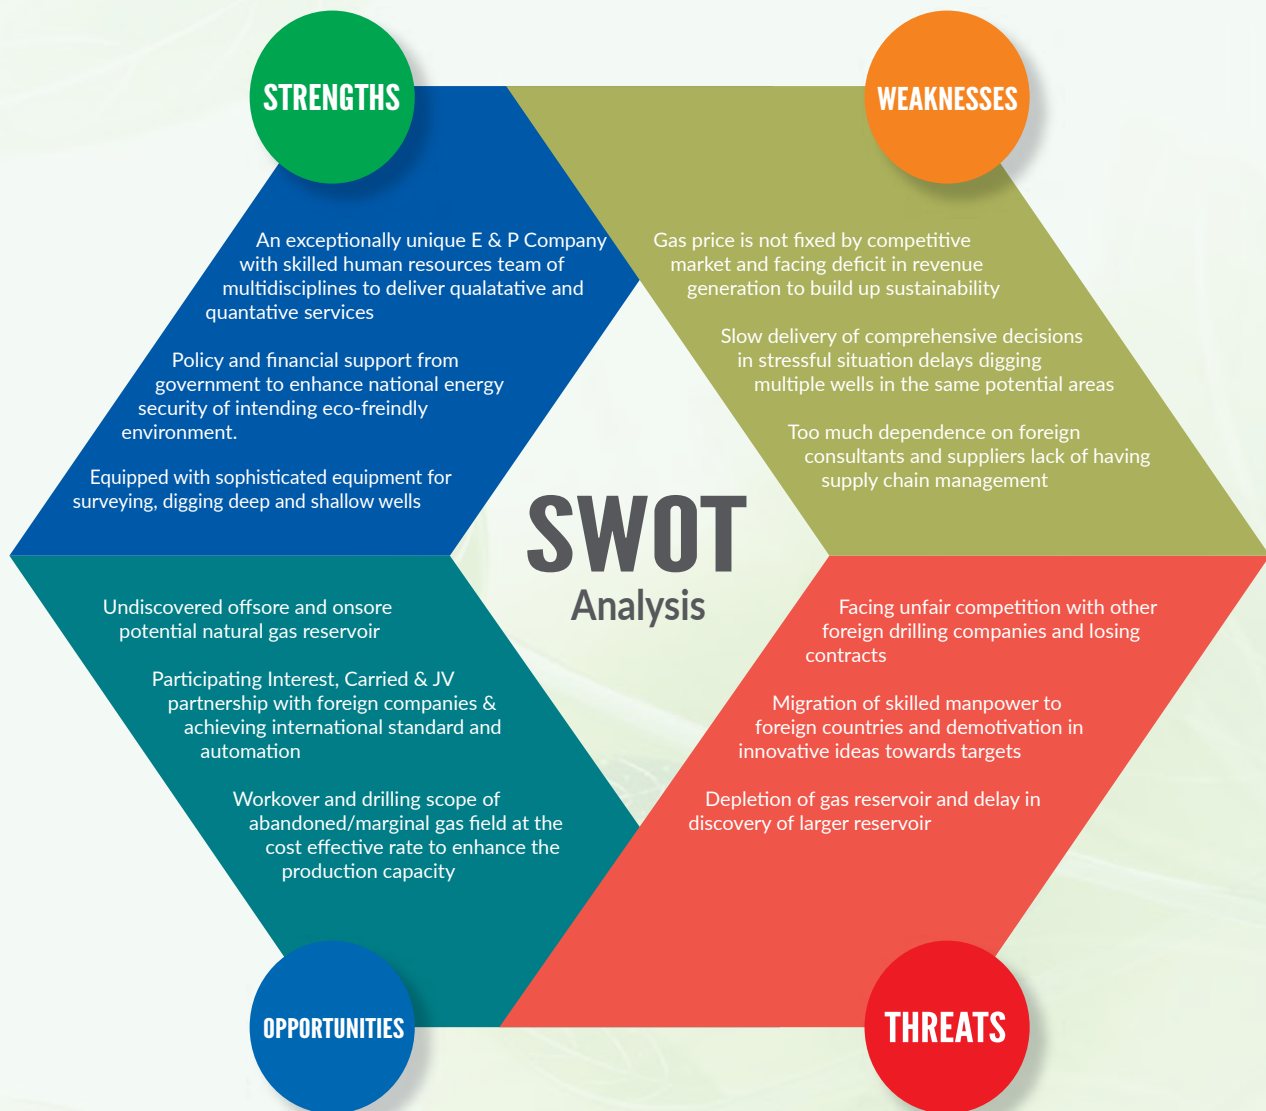 STRENGTHS
An exceptionally unique E & P Company
with skilled human resources team of
multidisciplines to deliver qualatative and
quantative services
Policy and financial support from
government to enhance national energy
security of intending eco-freindly
environment.
Equipped with sophisticated equipment for
surveying, digging deep and shallow wells
WEAKNESSES
Gas price is not fixed by competitive
market and facing deficit in revenue
generation to build up sustainability
Slow delivery of comprehensive decisions
in stressful situation delays digging
multiple wells in the same potential areas
Too much dependence on foreign
consultants and suppliers lack of having
supply chain management
SWOT
Analysis
Undiscovered offsore and onsore
potential natural gas reservoir
Participating Interest, Carried & JV
partnership with foreign companies &
achieving international standard and
automation
Workover and drilling scope of
abandoned/marginal gas field at the
cost effective rate to enhance the
production capacity
OPPORTUNITIES
Facing unfair competition with other
foreign drilling companies and losing
contracts
Migration of skilled manpower to
foreign countries and demotivation in
innovative ideas towards targets
Depletion of gas reservoir and delay in
discovery of larger reservoir
THREATS